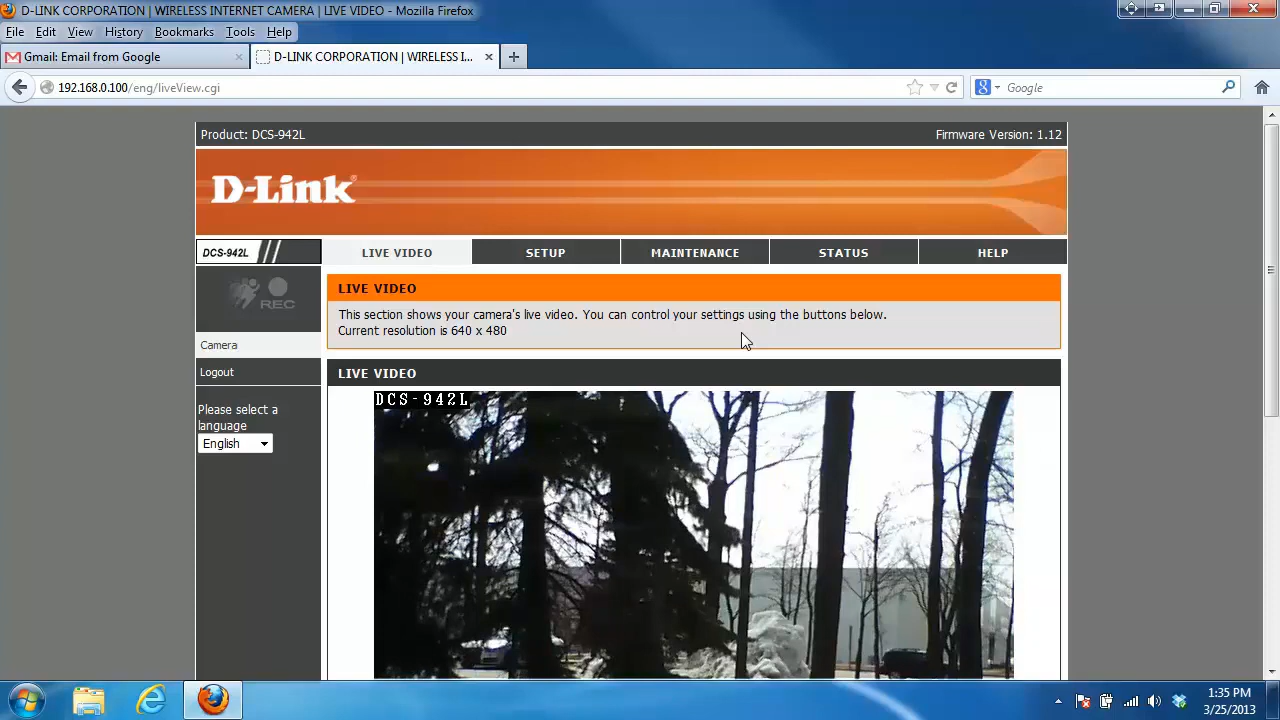 D-LINK CORPORATION | WIRELESS INTERNET CAMERA | LIVE VIDEO - Mozilla Firefox
File Edit View History Bookmarks Tools Help
Gmail: Email from Google
D-LINK CORPORATION | WIRELESS I...
192.168.0.100/eng/liveView.cgi
Google
Product: DCS-942L
Firmware Version: 1.12
D-Link
DCS-942L
LIVE VIDEO
SETUP
MAINTENANCE
STATUS
HELP
REC
Camera
Logout
Please select a
language
English
LIVE VIDEO
This section shows your camera's live video. You can control your settings using the buttons below.
Current resolution is 640 x 480
LIVE VIDEO
DCS-942L
1:35 PM
3/25/2013